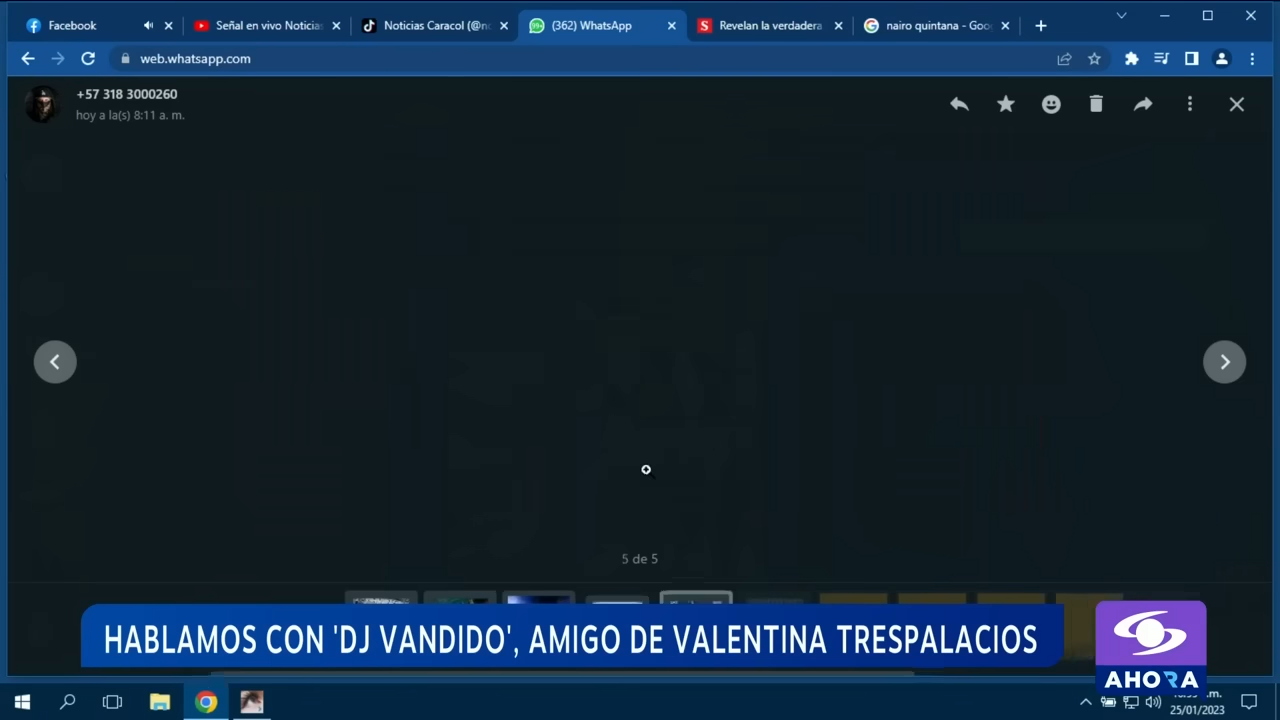 Facebook
Señal en vivo Noticias
Noticias Caracol (@no
(362) WhatsApp
Revelan la verdadera
nairo quintana - Goo
web.whatsapp.com
+57 318 3000260
hoy a la(s) 8:11 a. m.
5 de 5
HABLAMOS CON 'DJ VANDIDO', AMIGO DE VALENTINA TRESPALACIOS
AHORA
25/01/2023